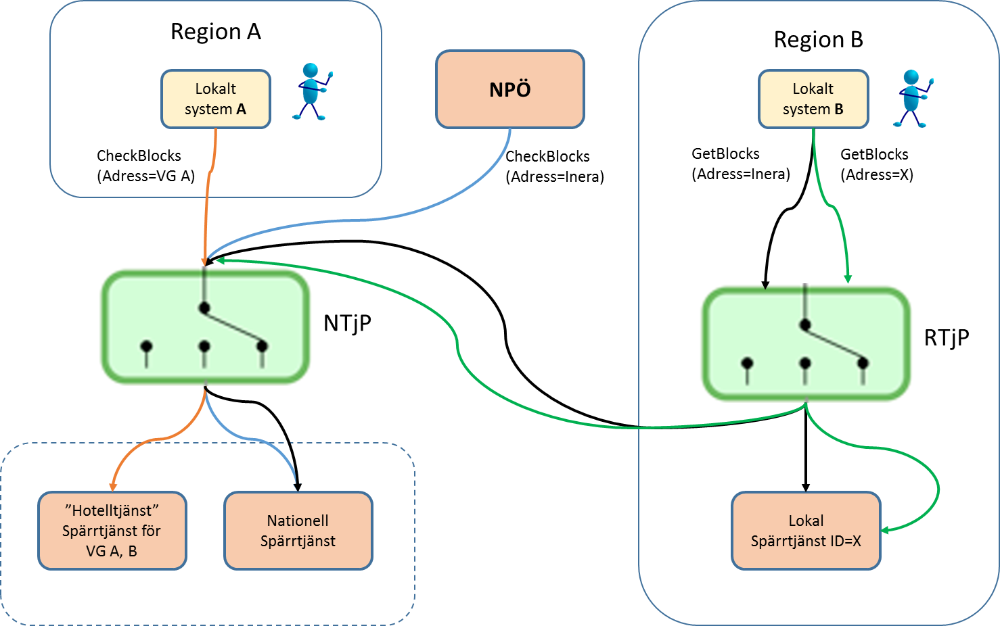 Region A
Lokalt
system A
CheckBlocks
(Adress=VG A)
NPÖ
CheckBlocks
(Adress=Inera)
Region B
Lokalt
system B
GetBlocks
(Adress=Inera)
GetBlocks
(Adress=X)
NTjP
RTjP
”Hotelltjänst”
Spärrtjänst för
VG A, B
Nationell
Spärrtjänst
Lokal
Spärrtjänst ID=X